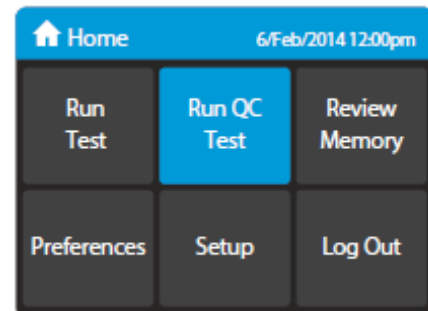 Home 6/Feb/2014 12:00pm
Run Test
Run QC Test
Review Memory
Preferences
Setup
Log Out